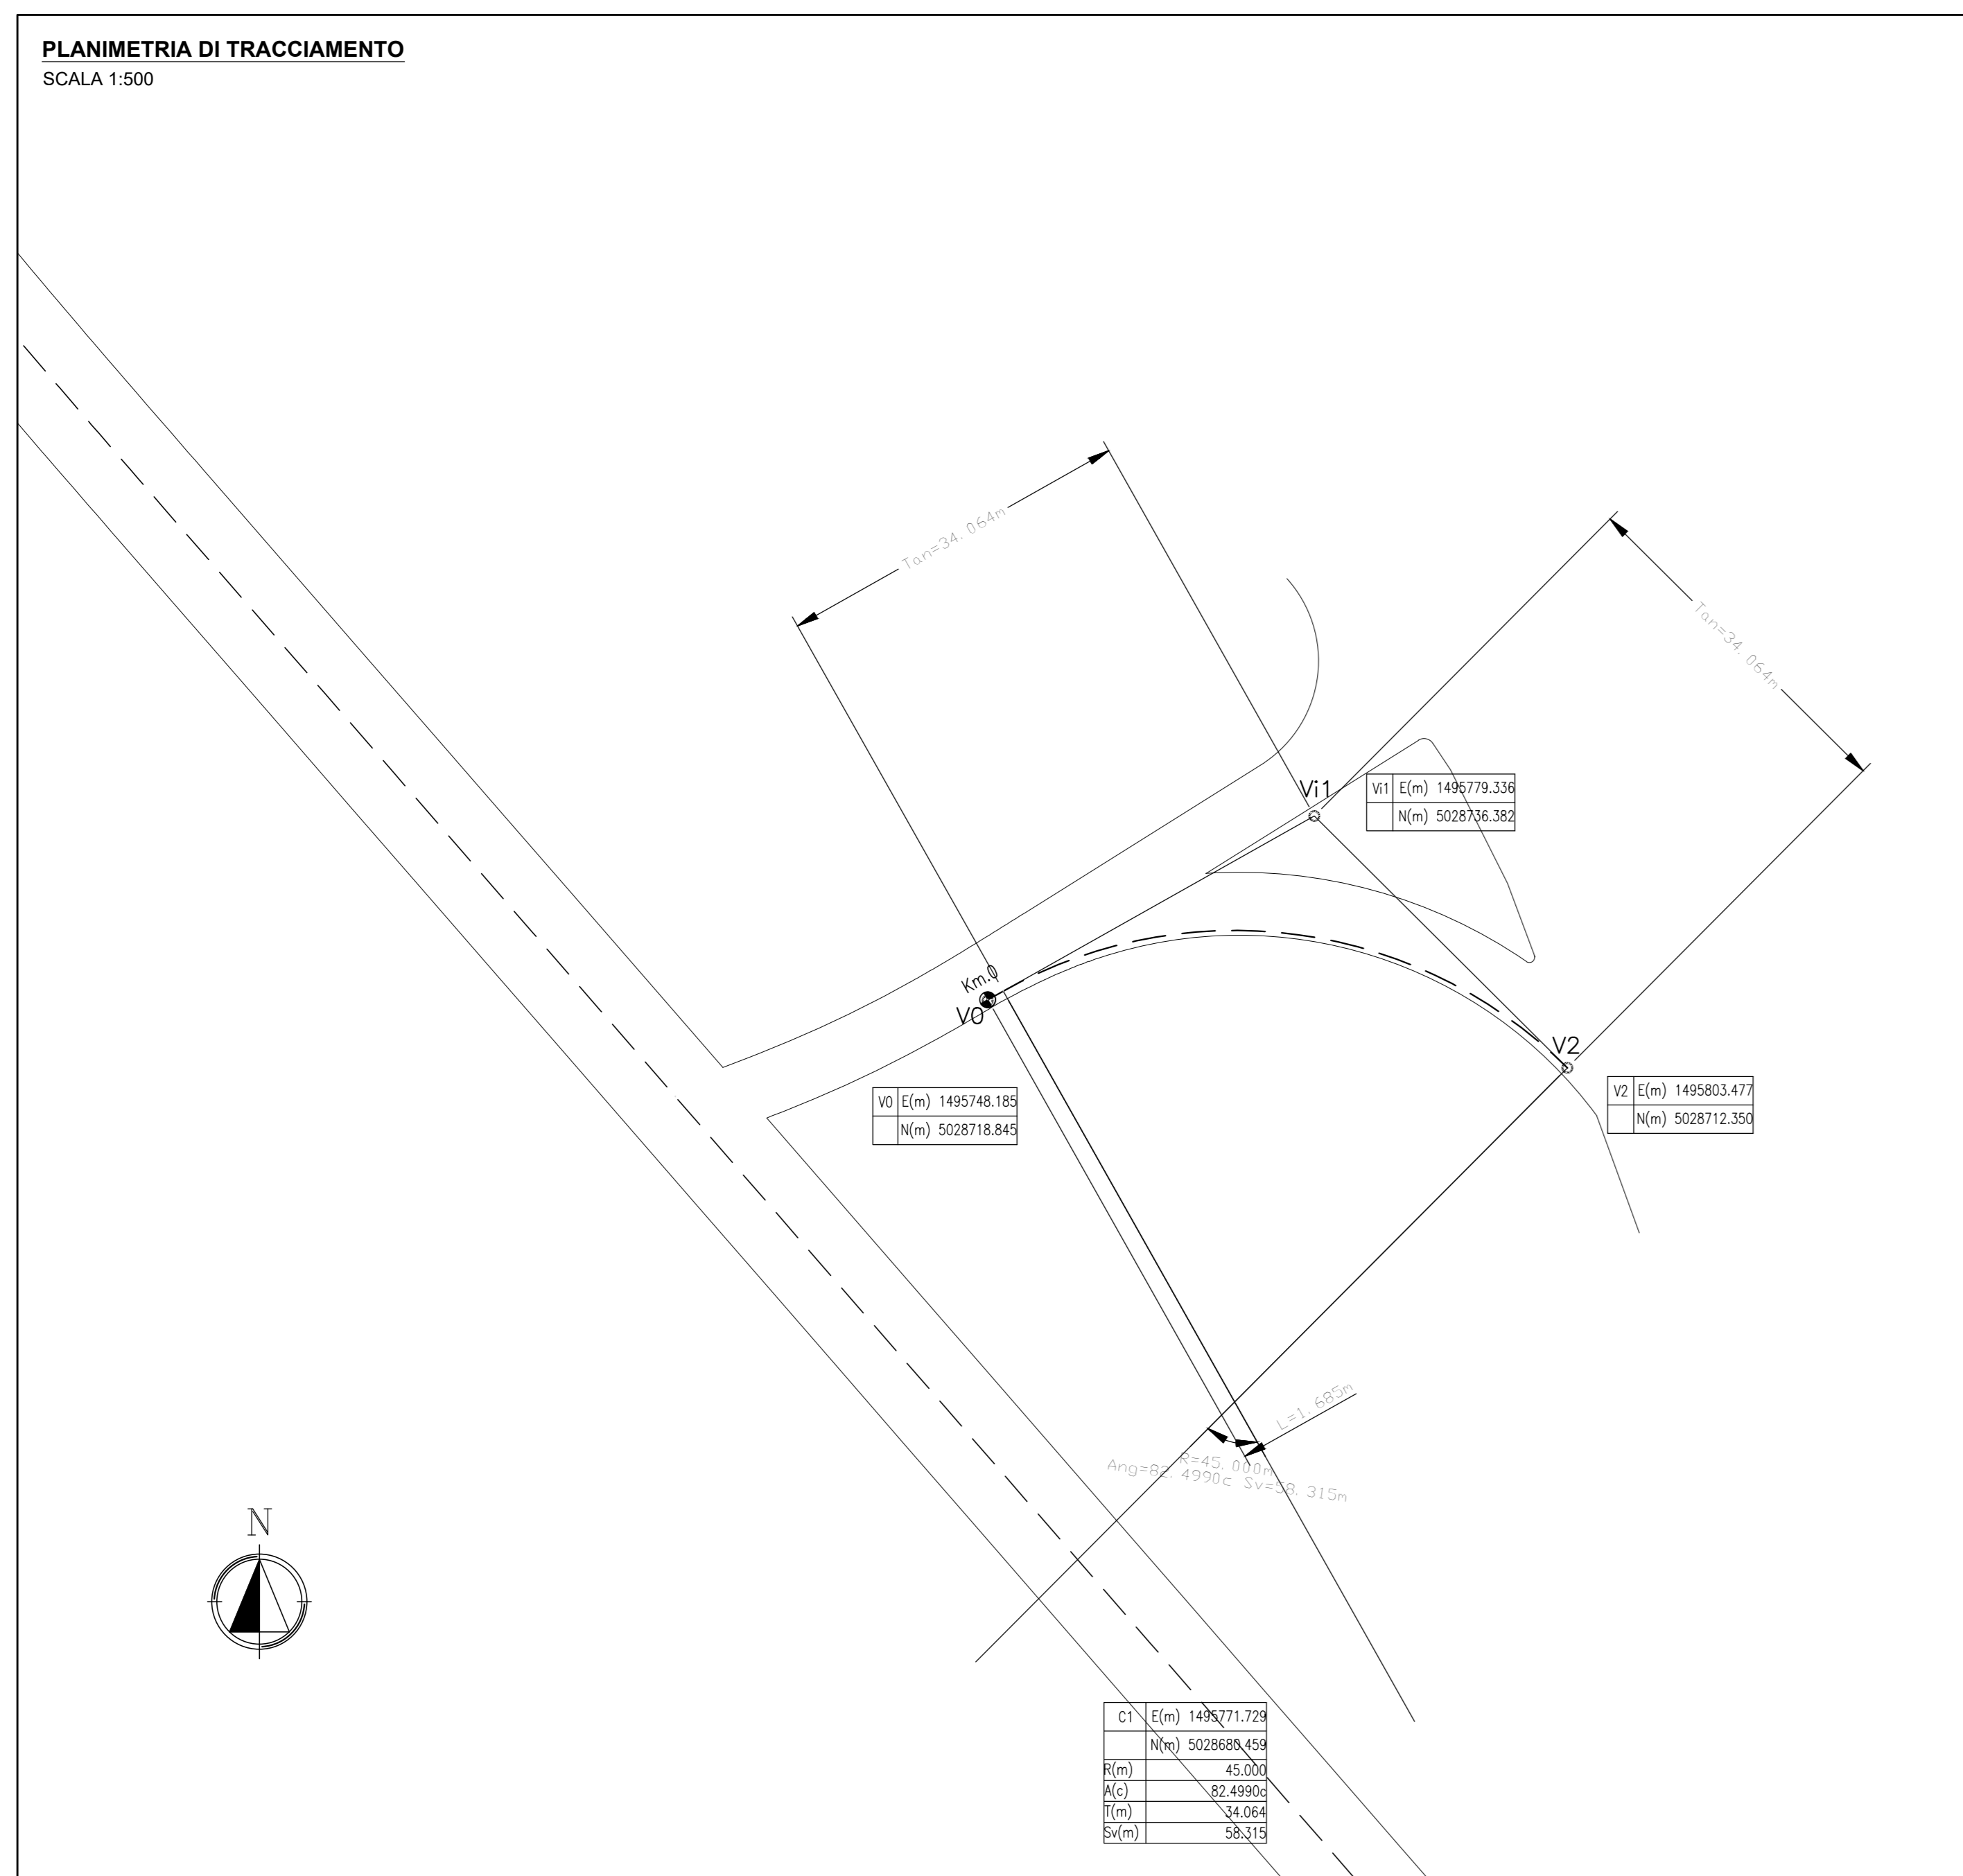 PLANIMETRIA DI TRACCIAMENTO
SCALA 1:500
Tan=34.064m
Tan=34.064m
Vi1
Vi1 E(m) 1495779.336
N(m) 5028736.382
Km.0
V0
V2
V0 E(m) 1495748.185
N(m) 5028718.845
V2 E(m) 1495803.477
N(m) 5028712.350
L=1.685m
R=45.000m
Ang=82.4990c Sv=58.315m
N
C1 E(m) 1495771.729
N(m) 5028680.459
R(m) 45.000
A(c) 82.4990c
T(m) 34.064
Sv(m) 58.315